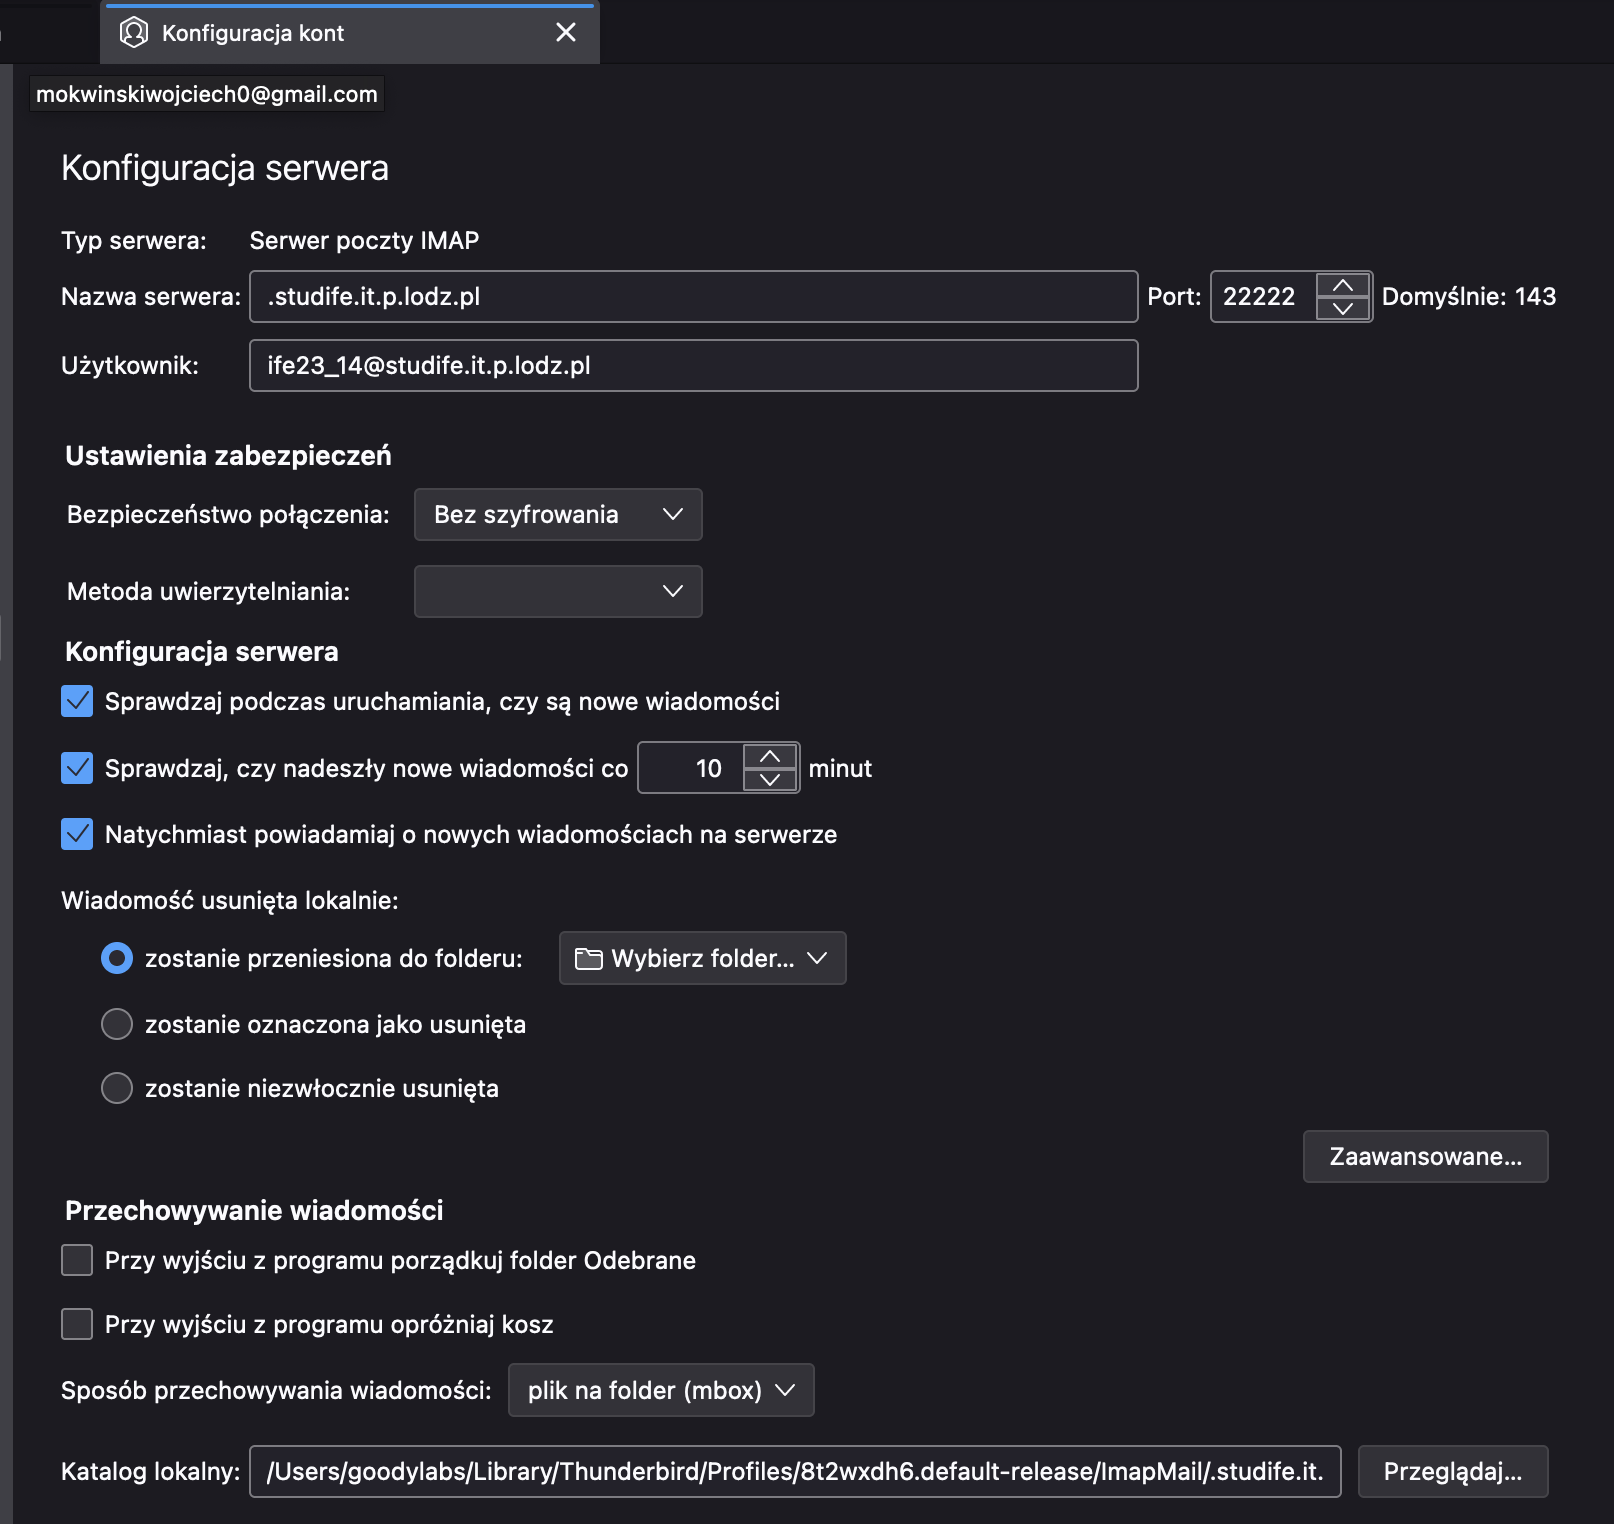 Konfiguracja kont
mokwinskiwojciech0@gmail.com
Konfiguracja serwera
Typ serwera: Serwer poczty IMAP
Nazwa serwera: .studife.it.p.lodz.pl Port: 22222 Domyślnie: 143
Użytkownik: ife23_14@studife.it.p.lodz.pl
Ustawienia zabezpieczeń
Bezpieczeństwo połączenia: Bez szyfrowania
Metoda uwierzytelniania:
Konfiguracja serwera
Sprawdzaj podczas uruchamiania, czy są nowe wiadomości
Sprawdzaj, czy nadeszły nowe wiadomości co 10 minut
Natychmiast powiadamiaj o nowych wiadomościach na serwerze
Wiadomość usunięta lokalnie:
zostanie przeniesiona do folderu: Wybierz folder...
zostanie oznaczona jako usunięta
zostanie niezwłocznie usunięta
Zaawansowane...
Przechowywanie wiadomości
Przy wyjściu z programu porządkuj folder Odebrane
Przy wyjściu z programu opróżniaj kosz
Sposób przechowywania wiadomości: plik na folder (mbox)
Katalog lokalny: /Users/goodylabs/Library/Thunderbird/Profiles/8t2wxdh6.default-release/ImapMail/.studife.it. Przeglądaj...